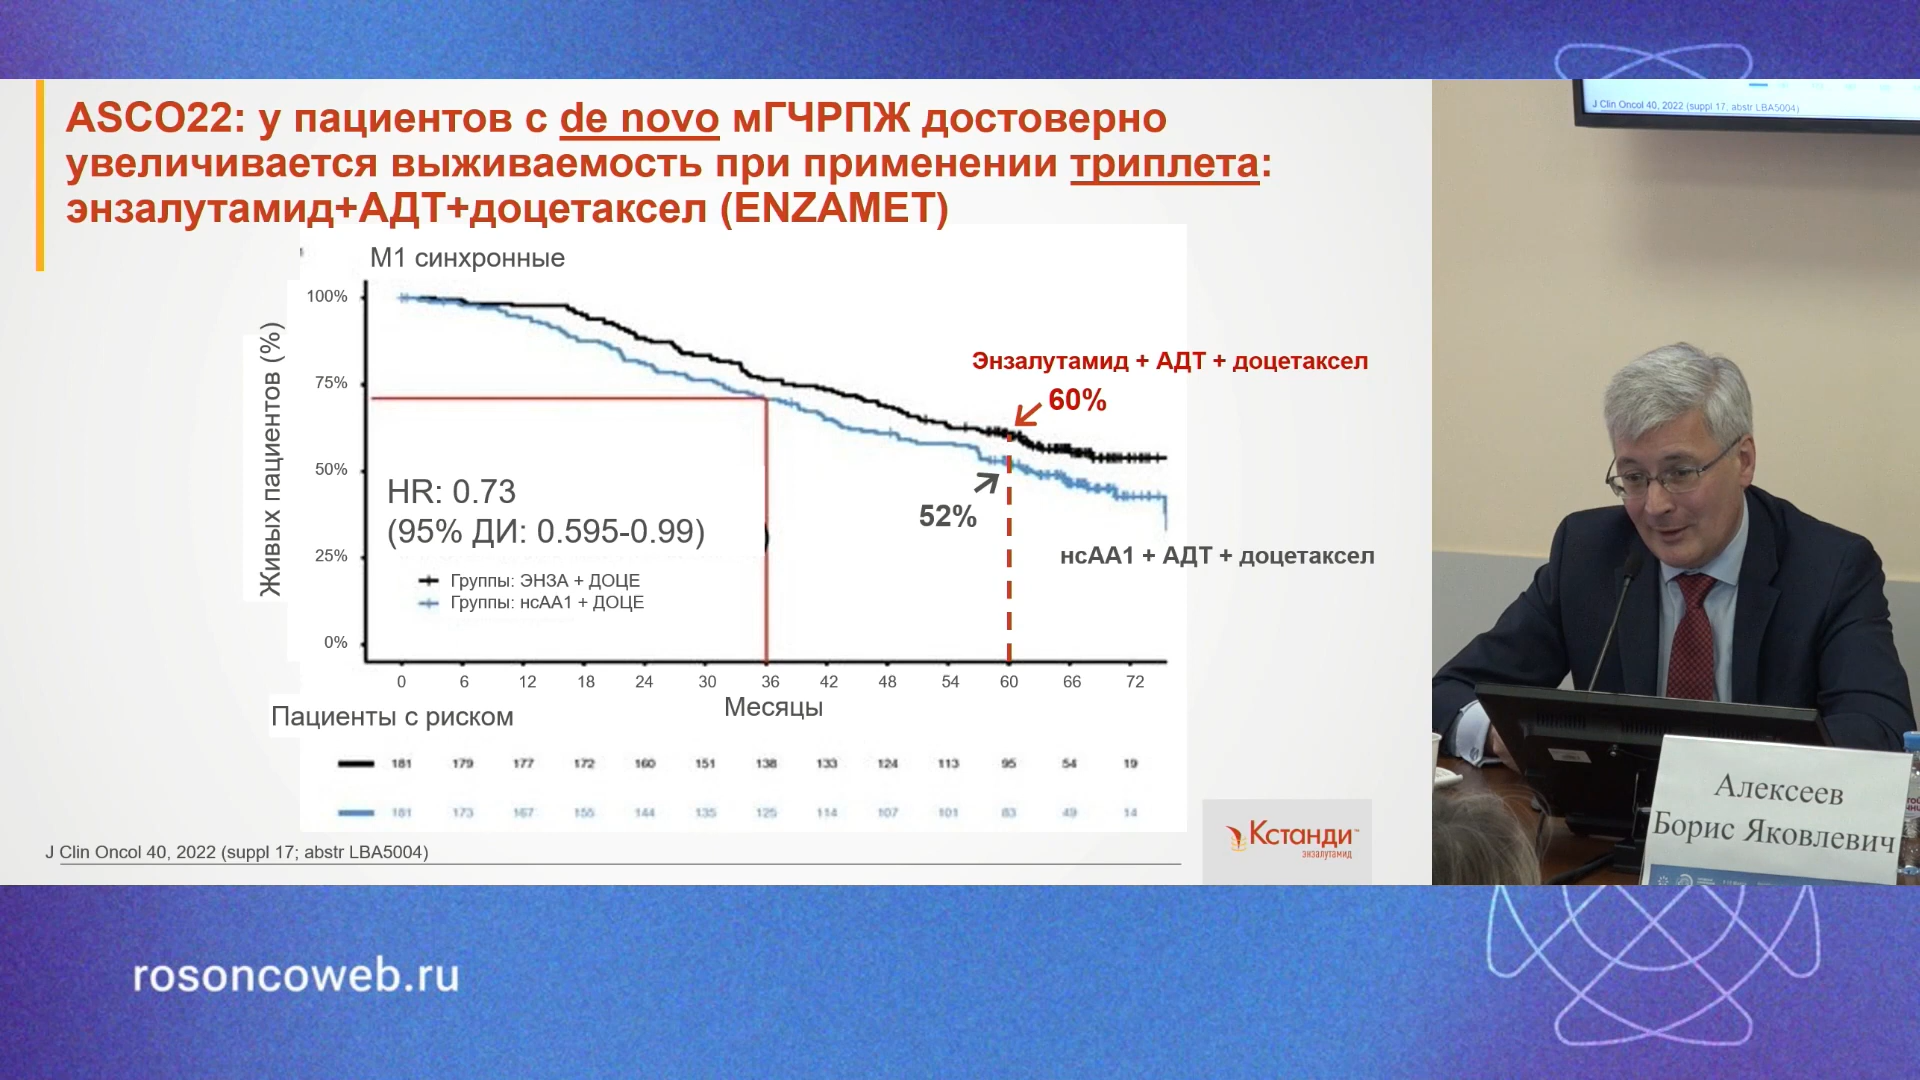 ASCO22: у пациентов с de novo мГЧРПЖ достоверно
увеличивается выживаемость при применении триплета:
энзалутамид+АДТ+доцетаксел (ENZAMET)
М1 синхронные
Живых пациентов (%)
100%
75%
50%
25%
0%
Энзалутамид + АДТ + доцетаксел
60%
52%
нсАА1 + АДТ + доцетаксел
HR: 0.73
(95% ДИ: 0.595-0.99)
Группы: ЭНЗА + ДОЦЕ
Группы: нсАА1 + ДОЦЕ
0 6 12 18 24 30 36 42 48 54 60 66 72
Месяцы
Пациенты с риском
181 179 177 172 160 151 138 133 124 113 95 54 19
181 173 167 155 144 135 125 114 107 101 83 49 14
J Clin Oncol 40, 2022 (suppl 17; abstr LBA5004)
Кстанди™
энзалутамид
J Clin Oncol 40, 2022 (suppl 17; abstr LBA5004)
Алексеев
Борис Яковлевич
rosoncoweb.ru